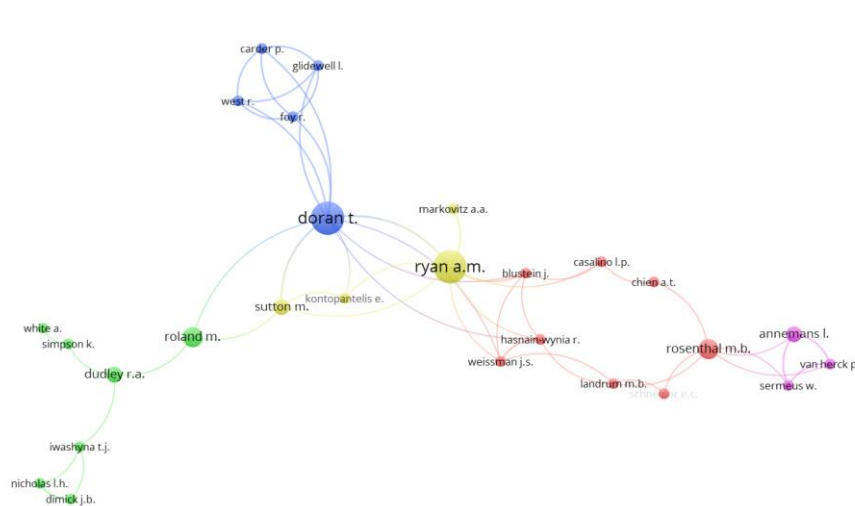 carder p.
glidewell l.
west r.
foy r.
doran t.
markovitz a.a.
ryan a.m.
casalino l.p.
blustein j.
chien a.t.
kontopantelis e.
sutton m.
white a.
simpson k.
roland m.
hasnain-wynia r.
rosenthal m.b.
annemans l.
weissman j.s.
van herck p
dudley r.a.
landrum m.b.
sermeus w.
schneider e.c.
iwashyna t.j.
nicholas l.h.
dimick j.b.